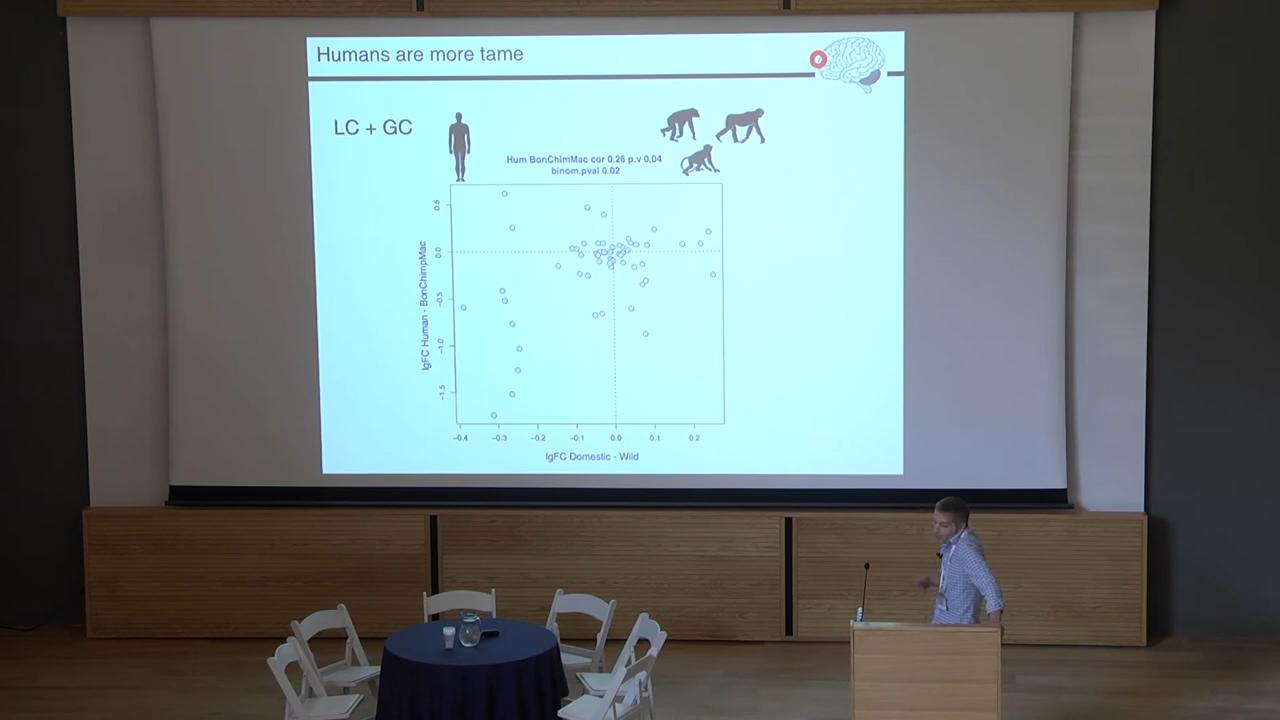 Humans are more tame
LC + GC
Hum BonChimMac cor 0.26 p.v 0.04
binom.pval 0.02
lgFC Human - BonChimpMac
0.5
0.0
−0.5
−1.0
−1.5
−0.4 −0.3 −0.2 −0.1 0.0 0.1 0.2
lgFC Domestic - Wild